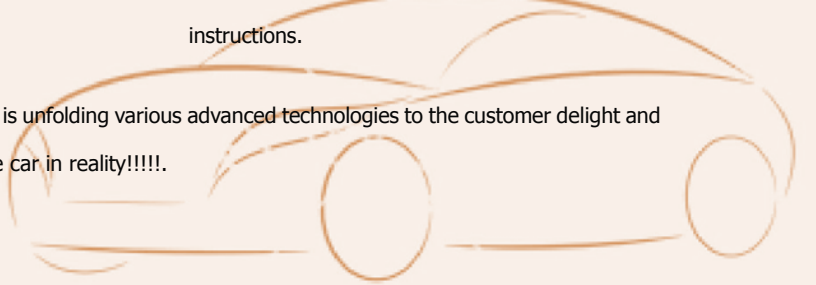 instructions.
is unfolding various advanced technologies to the customer delight and
car in reality!!!!!.